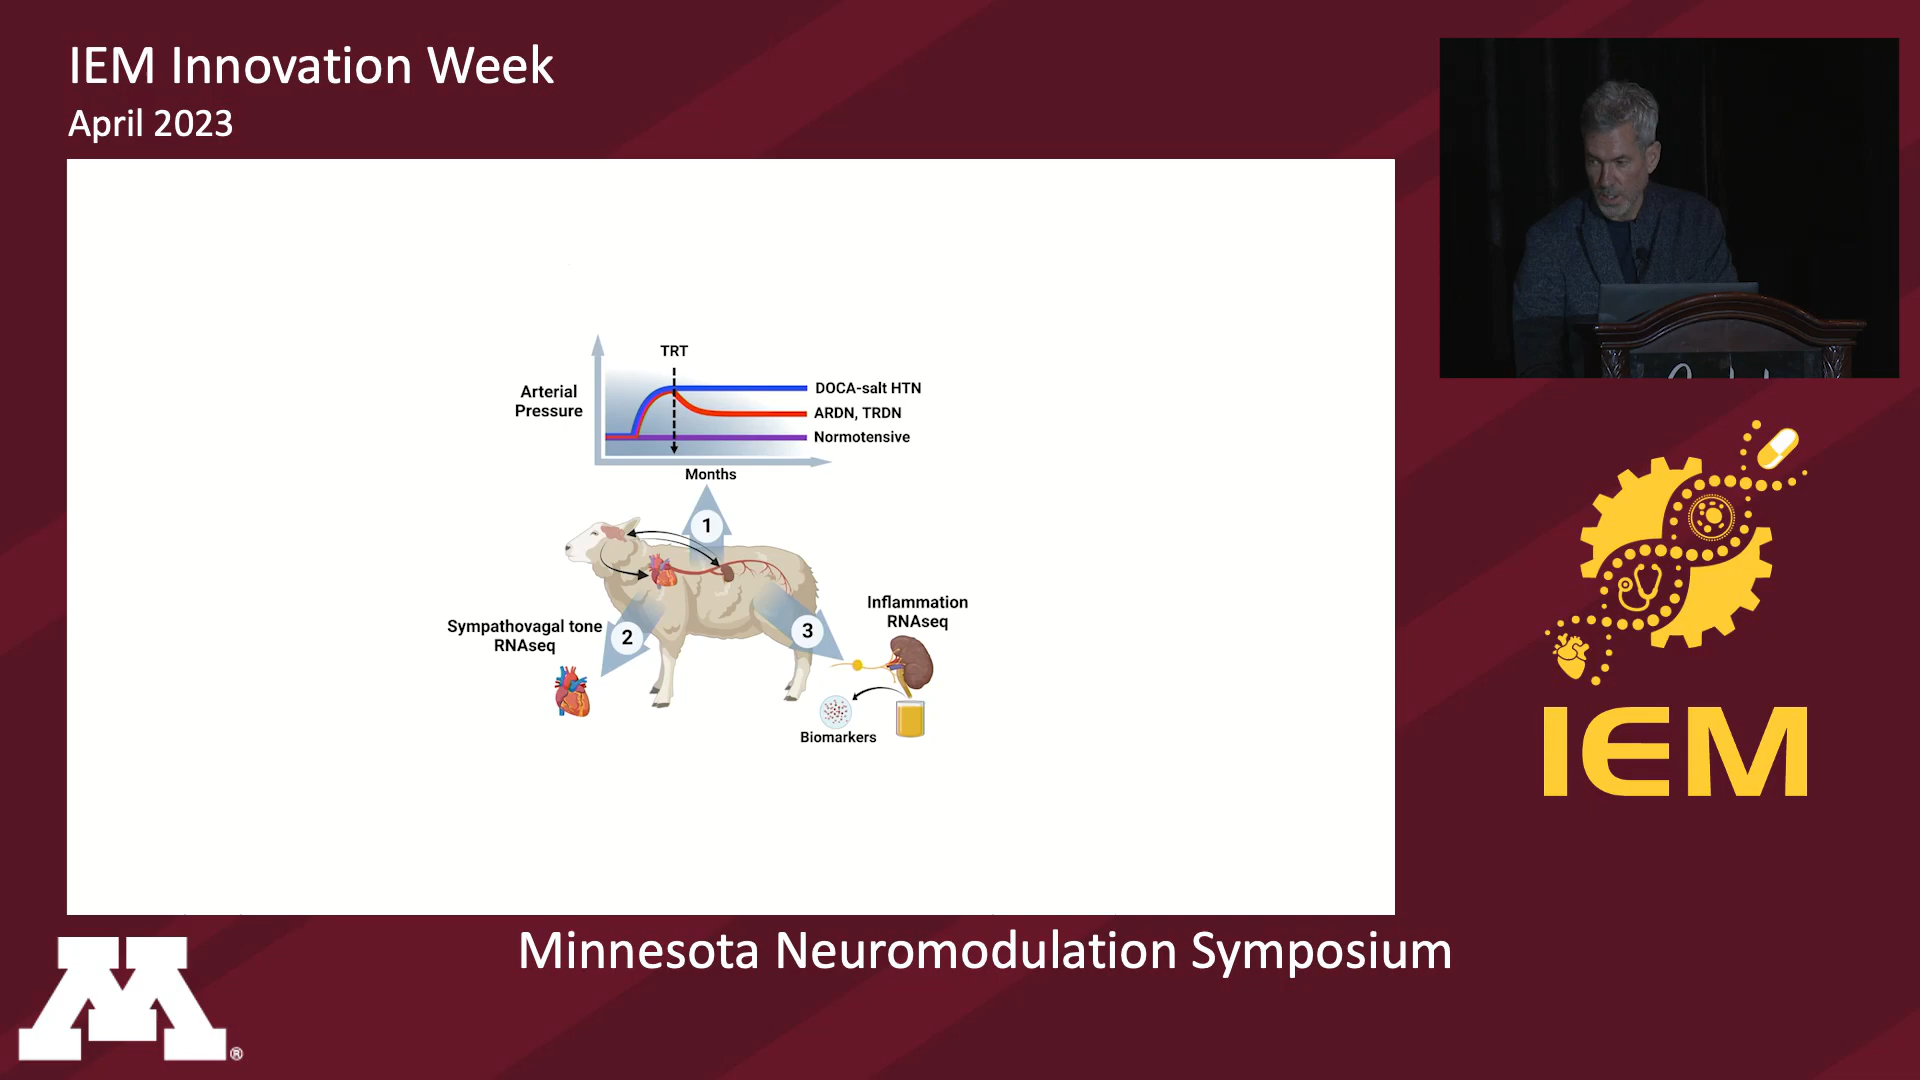 IEM Innovation Week
April 2023
TRT
Arterial
Pressure
DOCA-salt HTN
ARDN, TRDN
Normotensive
Months
1
Sympathovagal tone
RNAseq
2
3
Inflammation
RNAseq
Biomarkers
IEM
Minnesota Neuromodulation Symposium
M
®